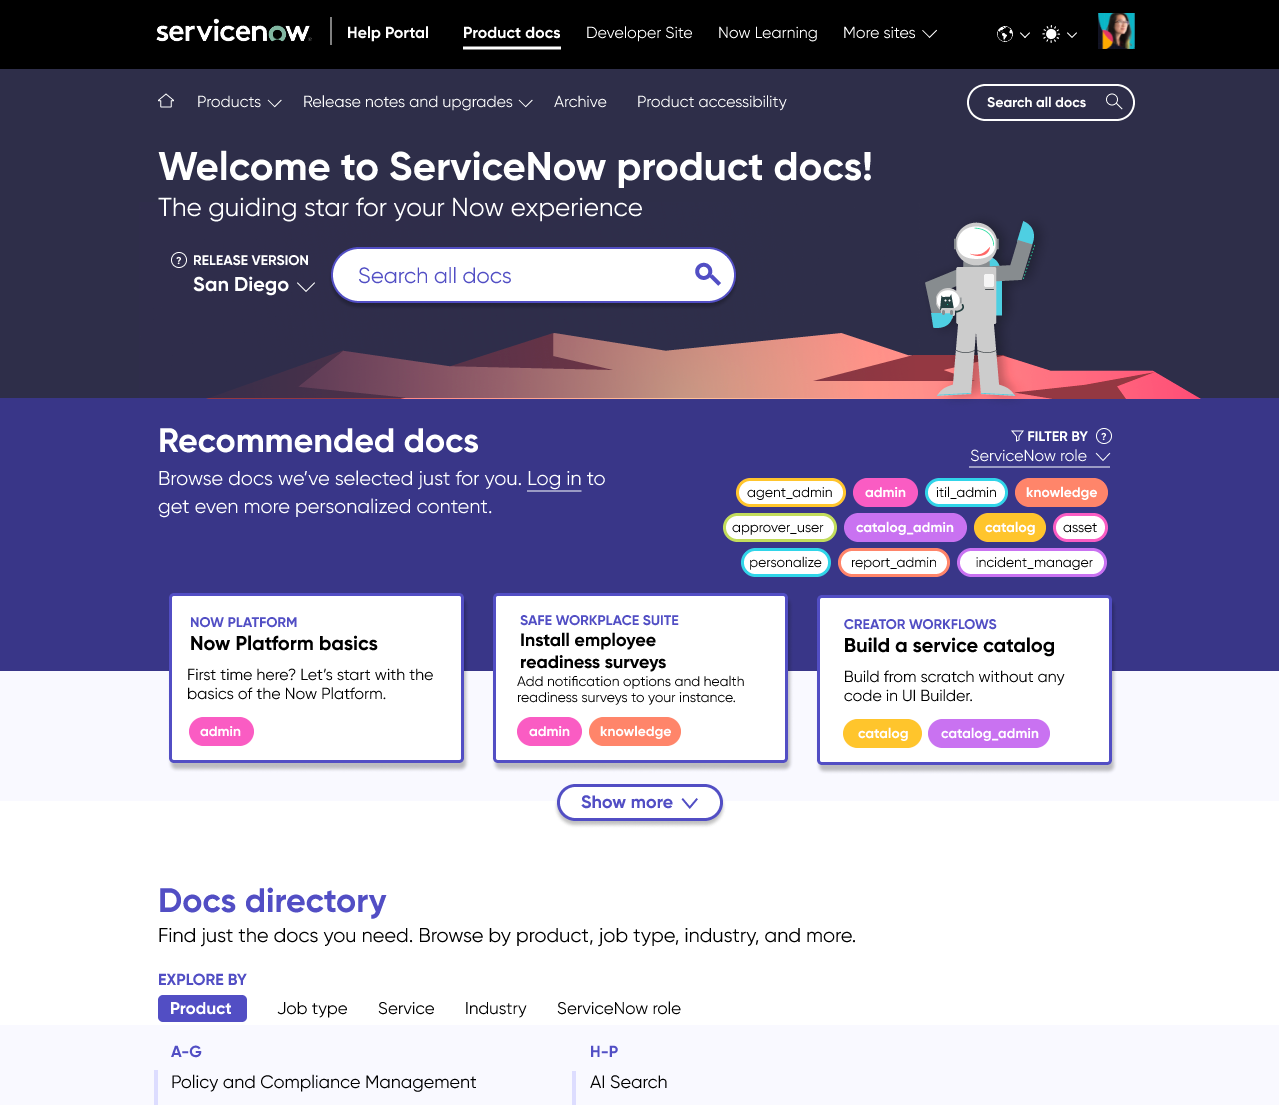 servicenow
Help Portal
Product docs
Developer Site
Now Learning
More sites
Products
Release notes and upgrades
Archive
Product accessibility
Search all docs
Welcome to ServiceNow product docs!
The guiding star for your Now experience
? RELEASE VERSION
San Diego
Search all docs
Recommended docs
Browse docs we’ve selected just for you. Log in to
get even more personalized content.
FILTER BY ?
ServiceNow role
agent_admin
admin
itil_admin
knowledge
approver_user
catalog_admin
catalog
asset
personalize
report_admin
incident_manager
NOW PLATFORM
Now Platform basics
First time here? Let’s start with the
basics of the Now Platform.
admin
SAFE WORKPLACE SUITE
Install employee
readiness surveys
Add notification options and health
readiness surveys to your instance.
admin
knowledge
CREATOR WORKFLOWS
Build a service catalog
Build from scratch without any
code in UI Builder.
catalog
catalog_admin
Show more
Docs directory
Find just the docs you need. Browse by product, job type, industry, and more.
EXPLORE BY
Product
Job type
Service
Industry
ServiceNow role
A-G
Policy and Compliance Management
H-P
AI Search